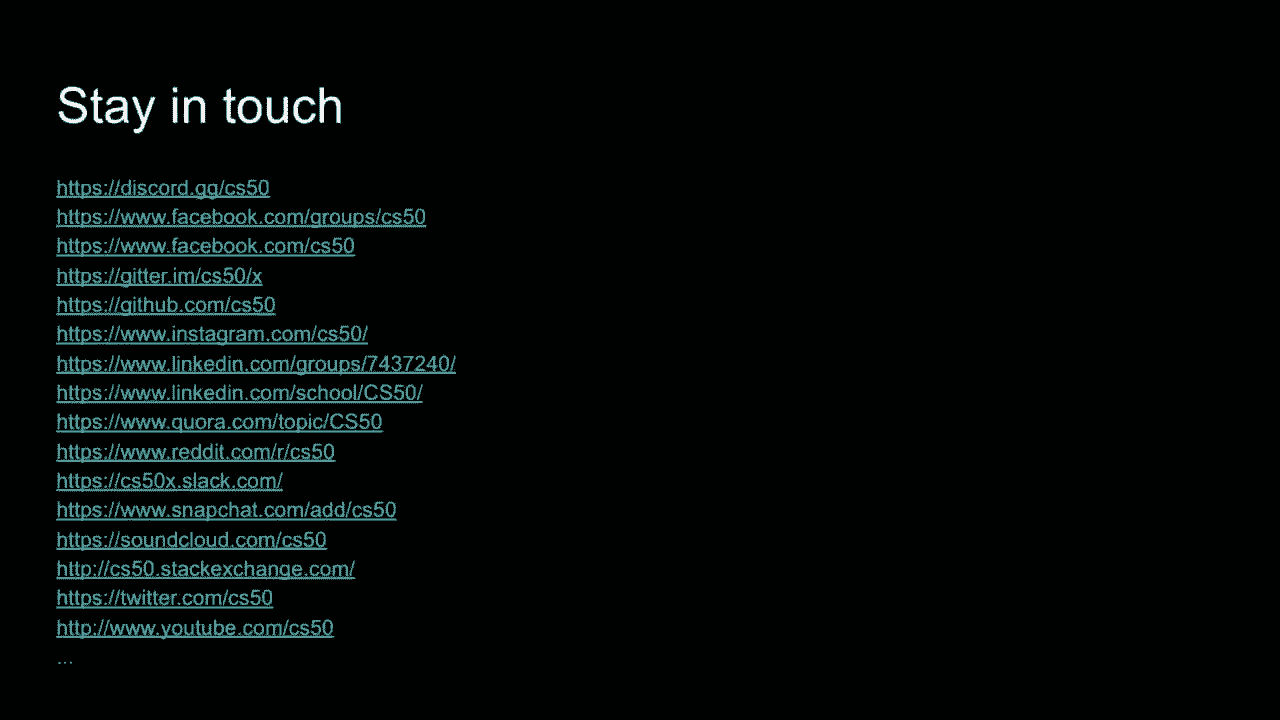 Stay in touch
https://discord.gg/cs50
https://www.facebook.com/groups/cs50
https://www.facebook.com/cs50
https://gitter.im/cs50/x
https://github.com/cs50
https://www.instagram.com/cs50/
https://www.linkedin.com/groups/7437240/
https://www.linkedin.com/school/CS50/
https://www.quora.com/topic/CS50
https://www.reddit.com/r/cs50
https://cs50x.slack.com/
https://www.snapchat.com/add/cs50
https://soundcloud.com/cs50
http://cs50.stackexchange.com/
https://twitter.com/cs50
http://www.youtube.com/cs50
...